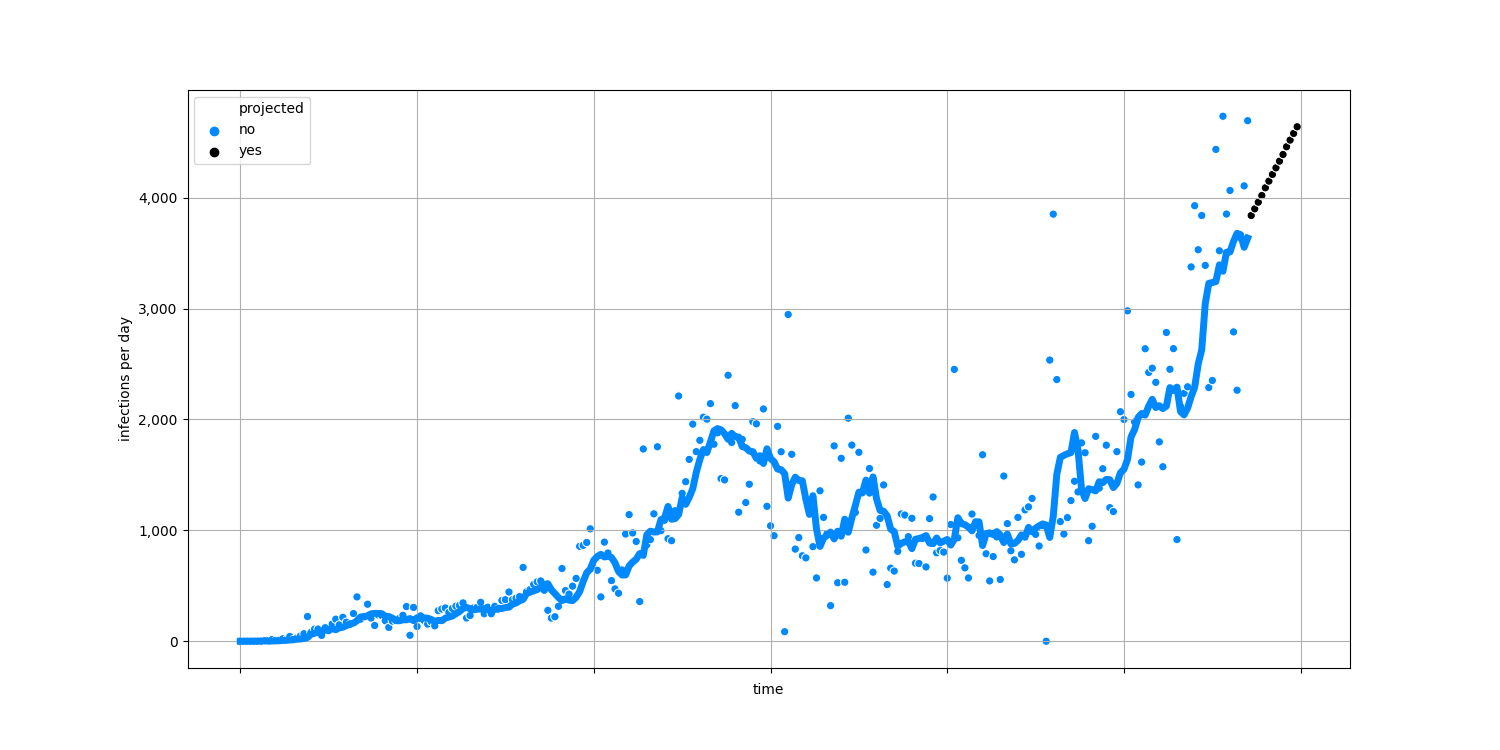 projected
no
yes
4,000
3,000
2,000
1,000
0
infections per day
time